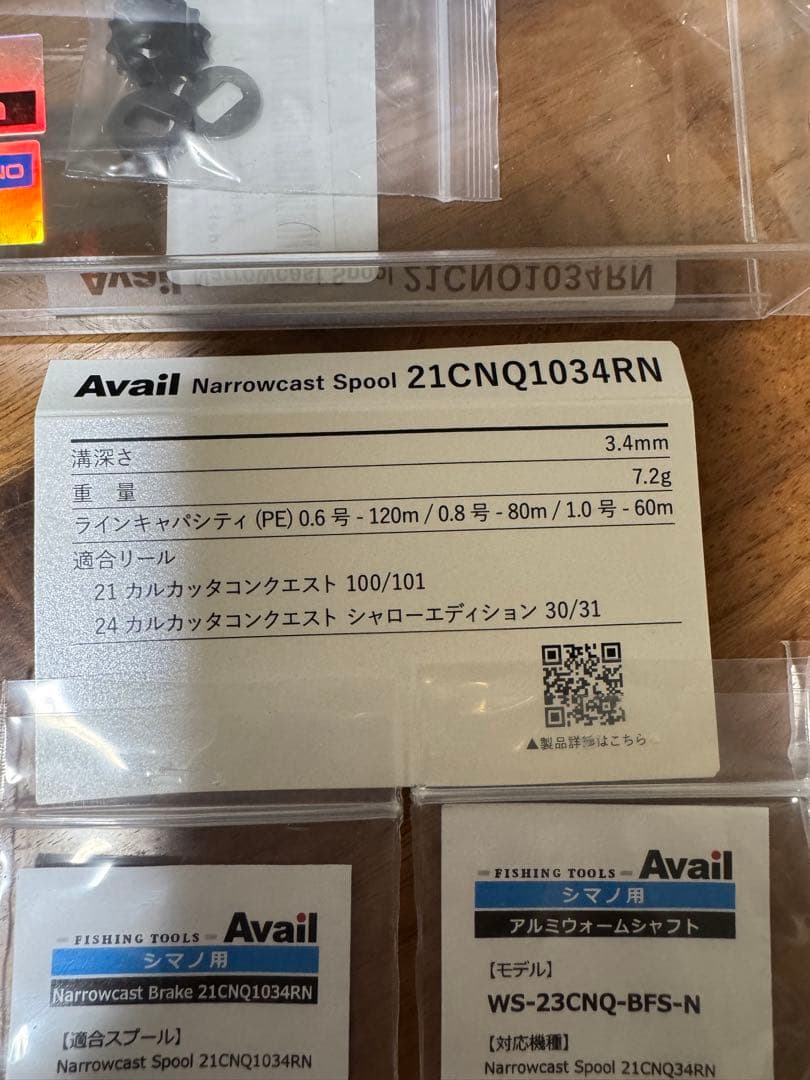 Avail Narrowcast Spool 21CNQ1034RN
Avail Narrowcast Spool 21CNQ1034RN
溝深さ 3.4mm
重 量 7.2g
ラインキャパシティ (PE) 0.6 号 - 120m / 0.8 号 - 80m / 1.0 号 - 60m
適合リール
21 カルカッタコンクエスト 100/101
24 カルカッタコンクエスト シャローエディション 30/31
▲製品詳細はこちら
FISHING TOOLS Avail
シマノ用
Narrowcast Brake 21CNQ1034RN
【適合スプール】
Narrowcast Spool 21CNQ1034RN
FISHING TOOLS Avail
シマノ用
アルミウォームシャフト
【モデル】
WS-23CNQ-BFS-N
【対応機種】
Narrowcast Spool 21CNQ34RN